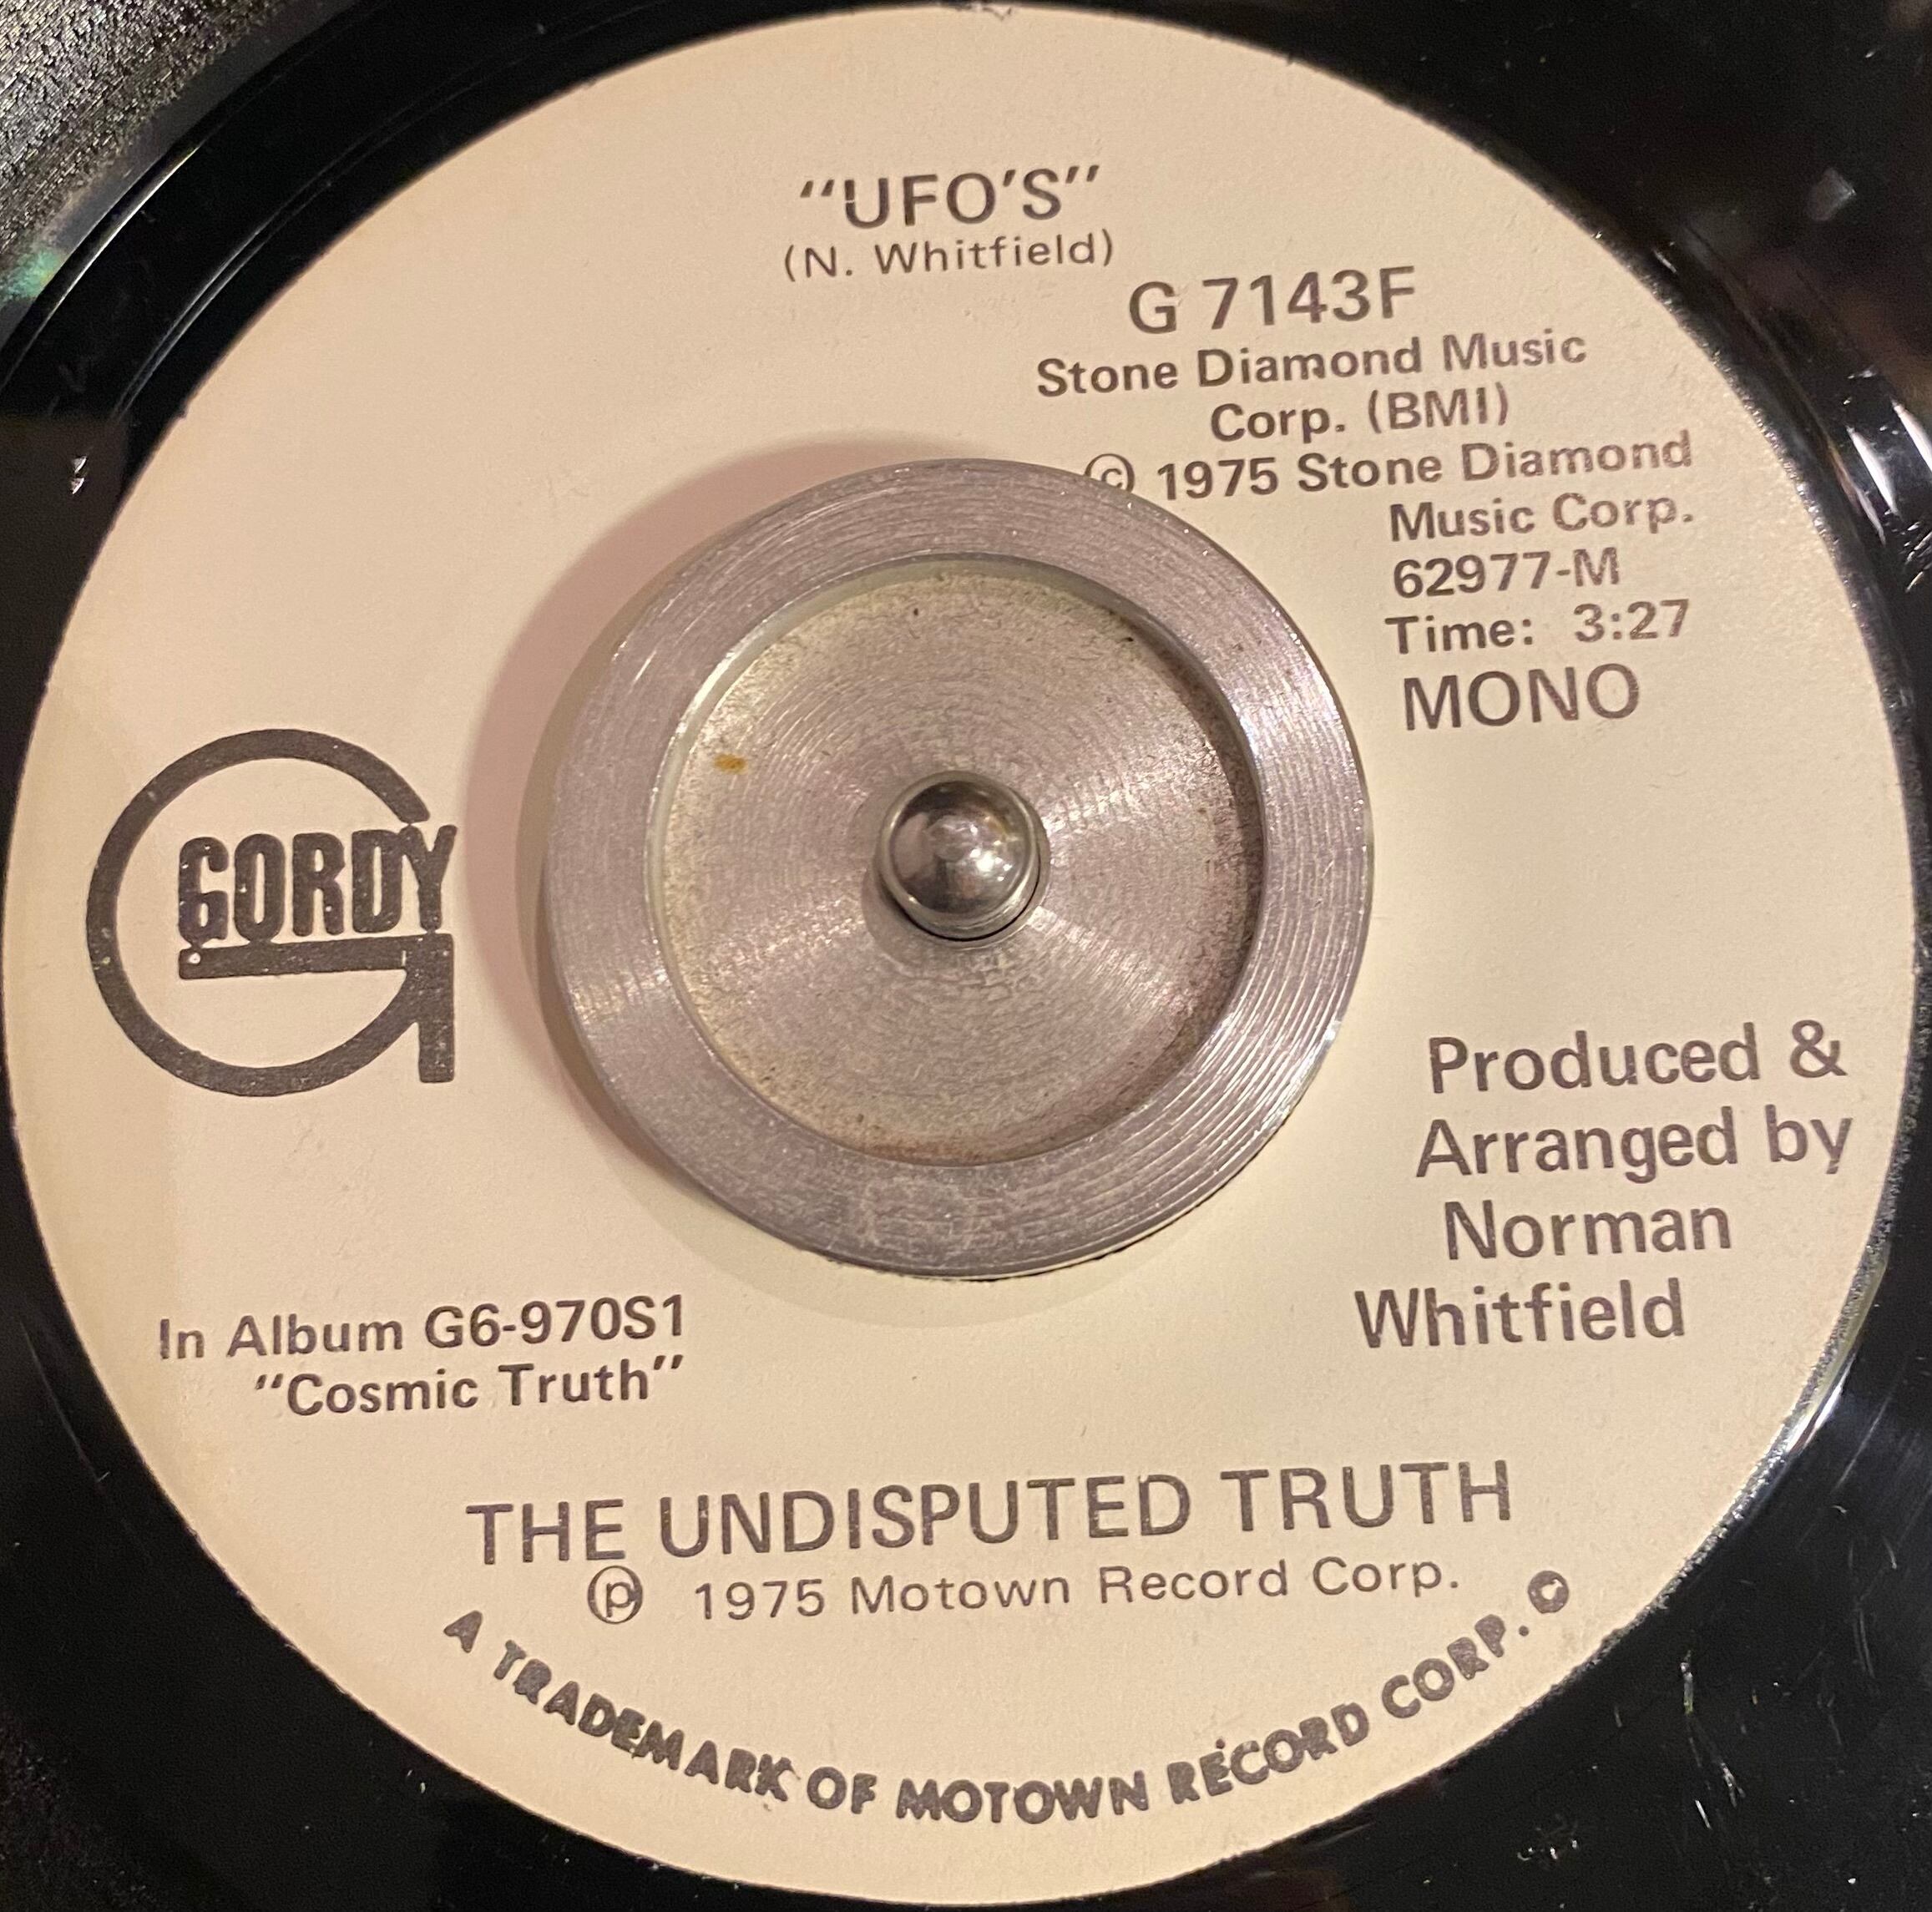 "UFO'S"
(N. Whitfield)
G 7143F
Stone Diamond Music
Corp. (BMI)
© 1975 Stone Diamond
Music Corp.
62977-M
Time: 3:27
MONO
GORDY
Produced &
Arranged by
Norman
Whitfield
In Album G6-970S1
"Cosmic Truth"
THE UNDISPUTED TRUTH
℗ 1975 Motown Record Corp.
A TRADEMARK OF MOTOWN RECORD CORP. ©